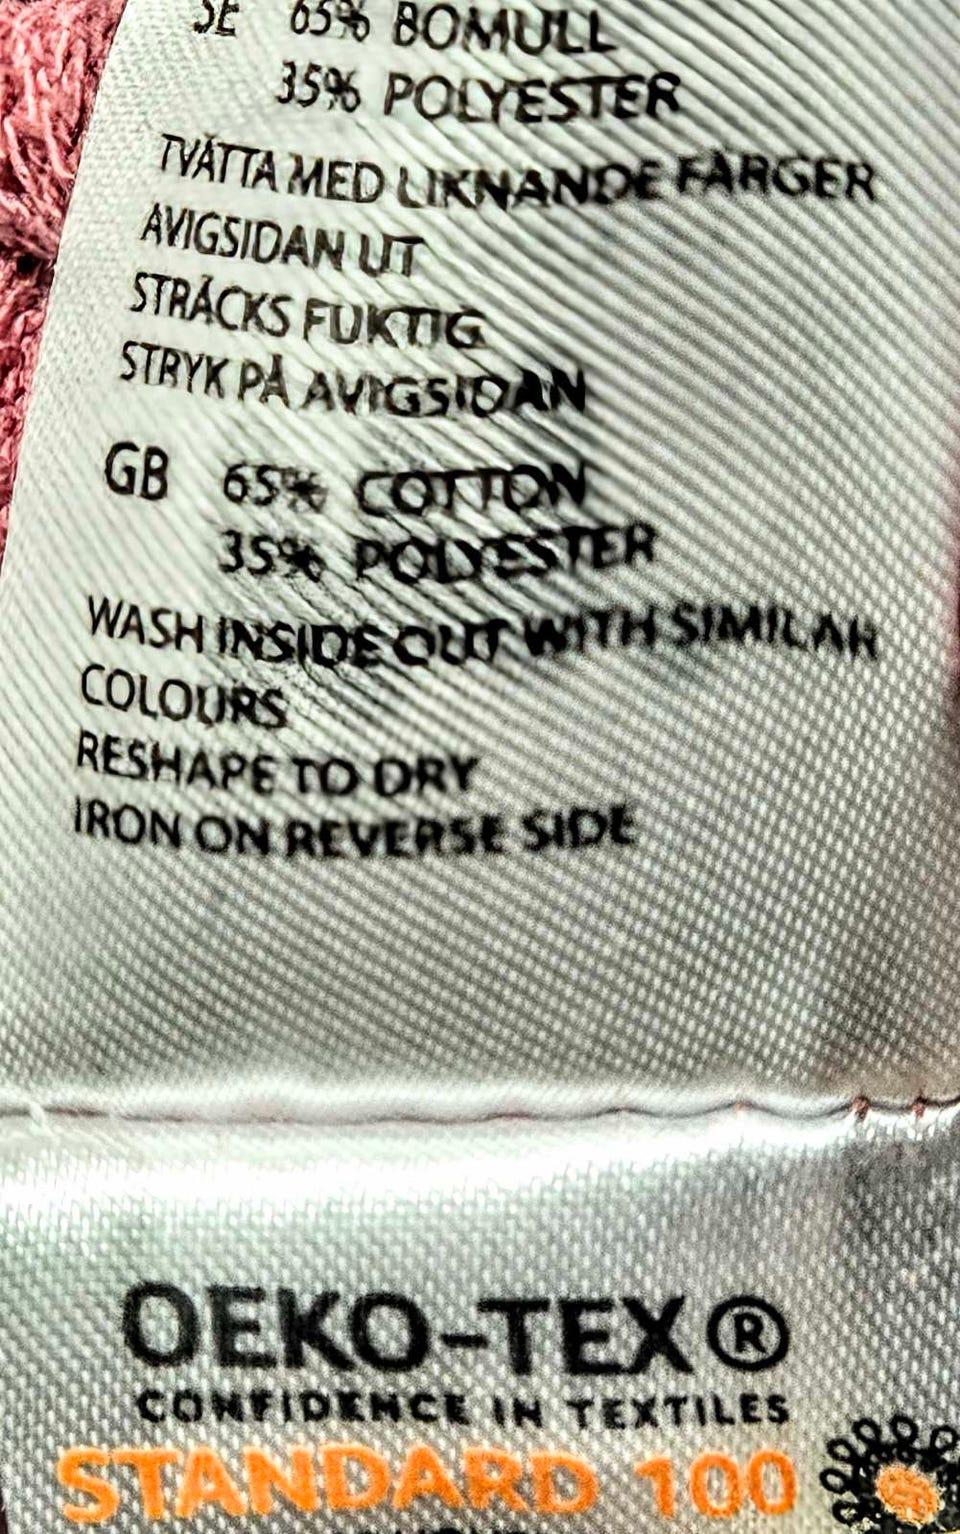 SE 65% BOMULL
35% POLYESTER
TVÄTTA MED LIKNANDE FÄRGER
AVIGSIDAN UT
STRÄCKS FUKTIG
STRYK PÅ AVIGSIDAN
GB 65% COTTON
35% POLYESTER
WASH INSIDE OUT WITH SIMILAR
COLOURS
RESHAPE TO DRY
IRON ON REVERSE SIDE
OEKO-TEX®
CONFIDENCE IN TEXTILES
STANDARD 100